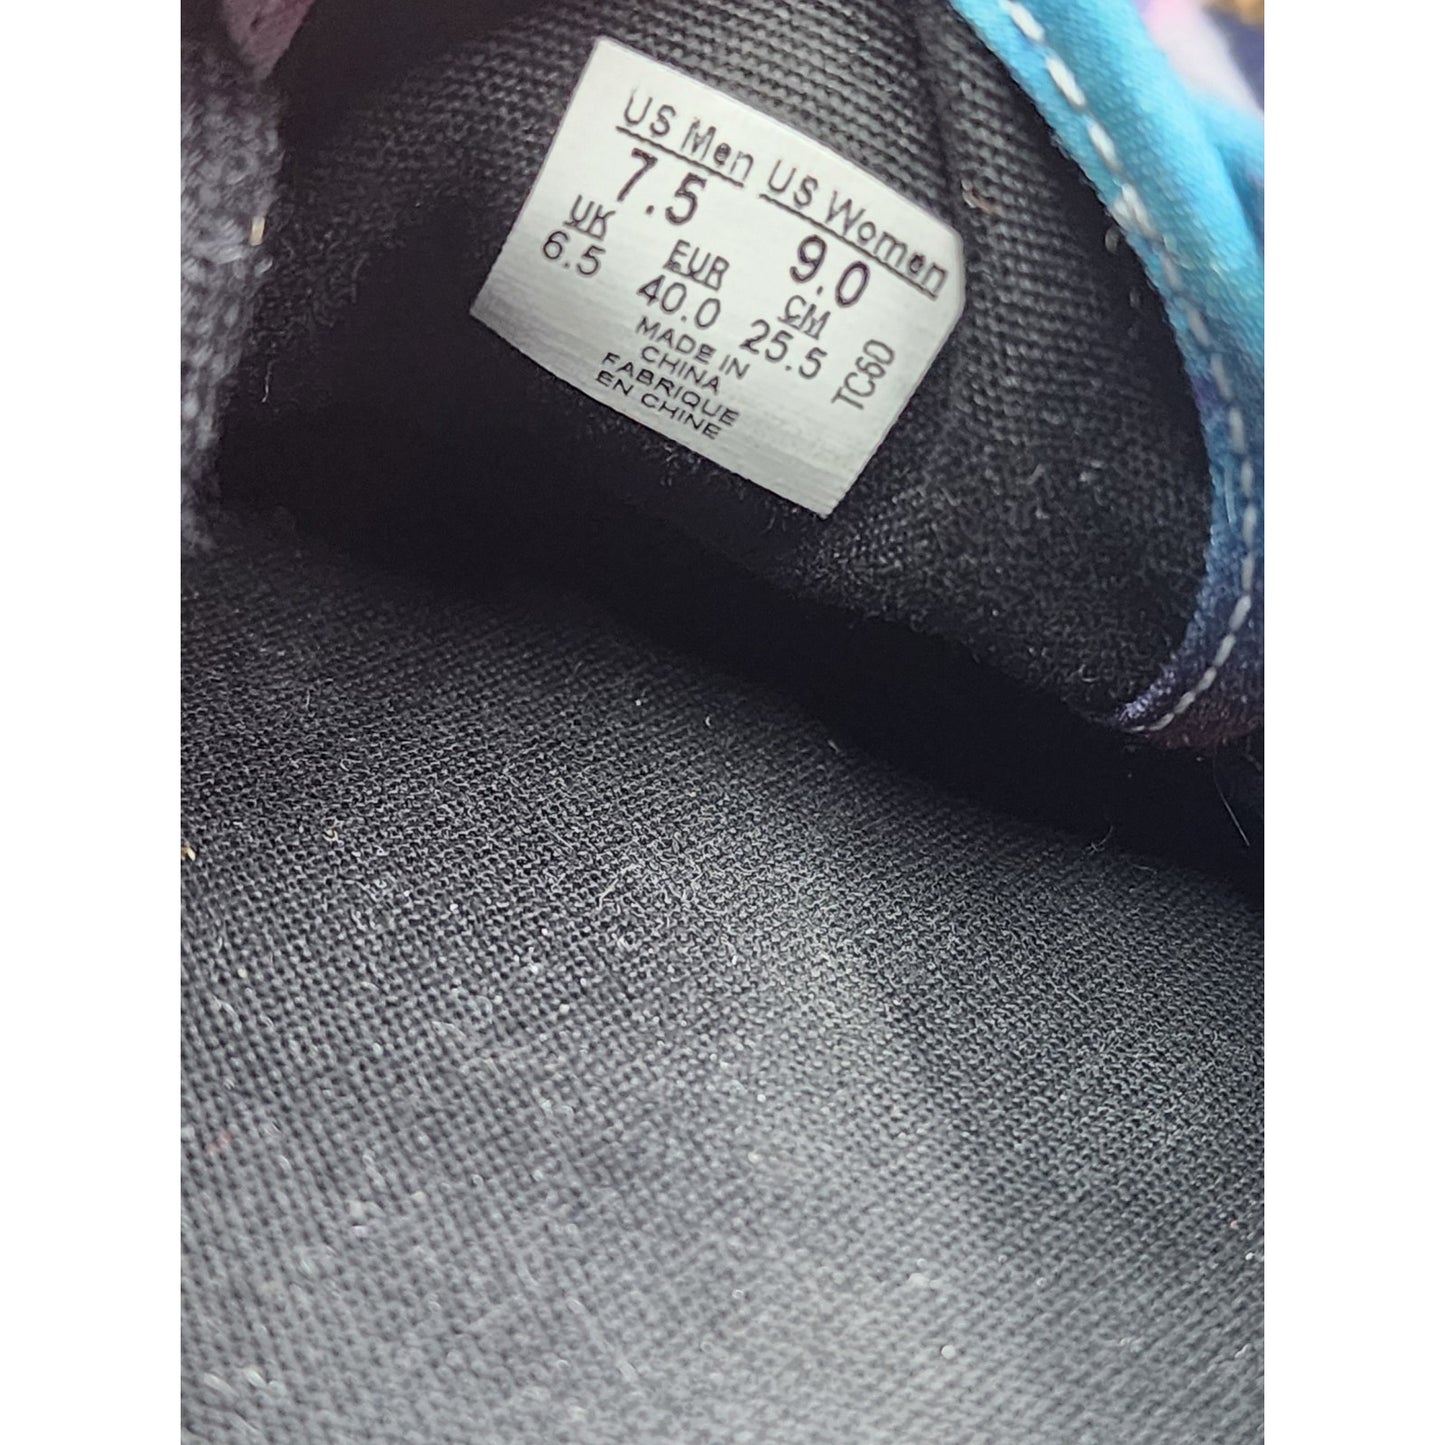 US Men US Women
7.5 9.0
UK EUR CM
6.5 40.0 25.5
MADE IN
CHINA
FABRIQUE
EN CHINE
TC60